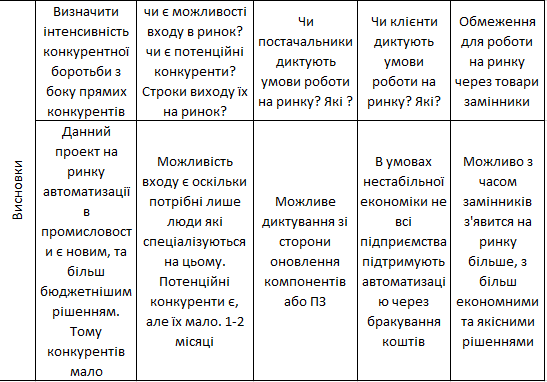 Визначити
інтенсивність
конкурентної
боротьби з
боку прямих
конкурентів
чи є можливості
входу в ринок?
чи є потенційні
конкуренти?
Строки виходу їх
на ринок?
Чи
постачальники
диктують
умови роботи
на ринку? Які ?
Чи клієнти
диктують
умови
роботи на
ринку? Які?
Обмеження
для роботи
на ринку
через товари
замінники
Висновки
Данний
проект на
ринку
автоматизації
в
промисловост
и є новим, та
більш
бюджетнішим
рішенням.
Тому
конкурентів
мало
Можливість
входу є оскільки
потрібні лише
люди які
спеціалізуються
на цьому.
Потенційні
конкуренти є,
але їх мало. 1-2
місяці
Можливе
диктування зі
сторони
оновлення
компонентів
або ПЗ
В умовах
нестабільної
економіки не
всі
підприємства
підтримують
автоматизаці
ю через
бракування
коштів
Можливо з
часом
замінників
з'явится на
ринку
більше, з
більш
економними
та якісними
рішеннями